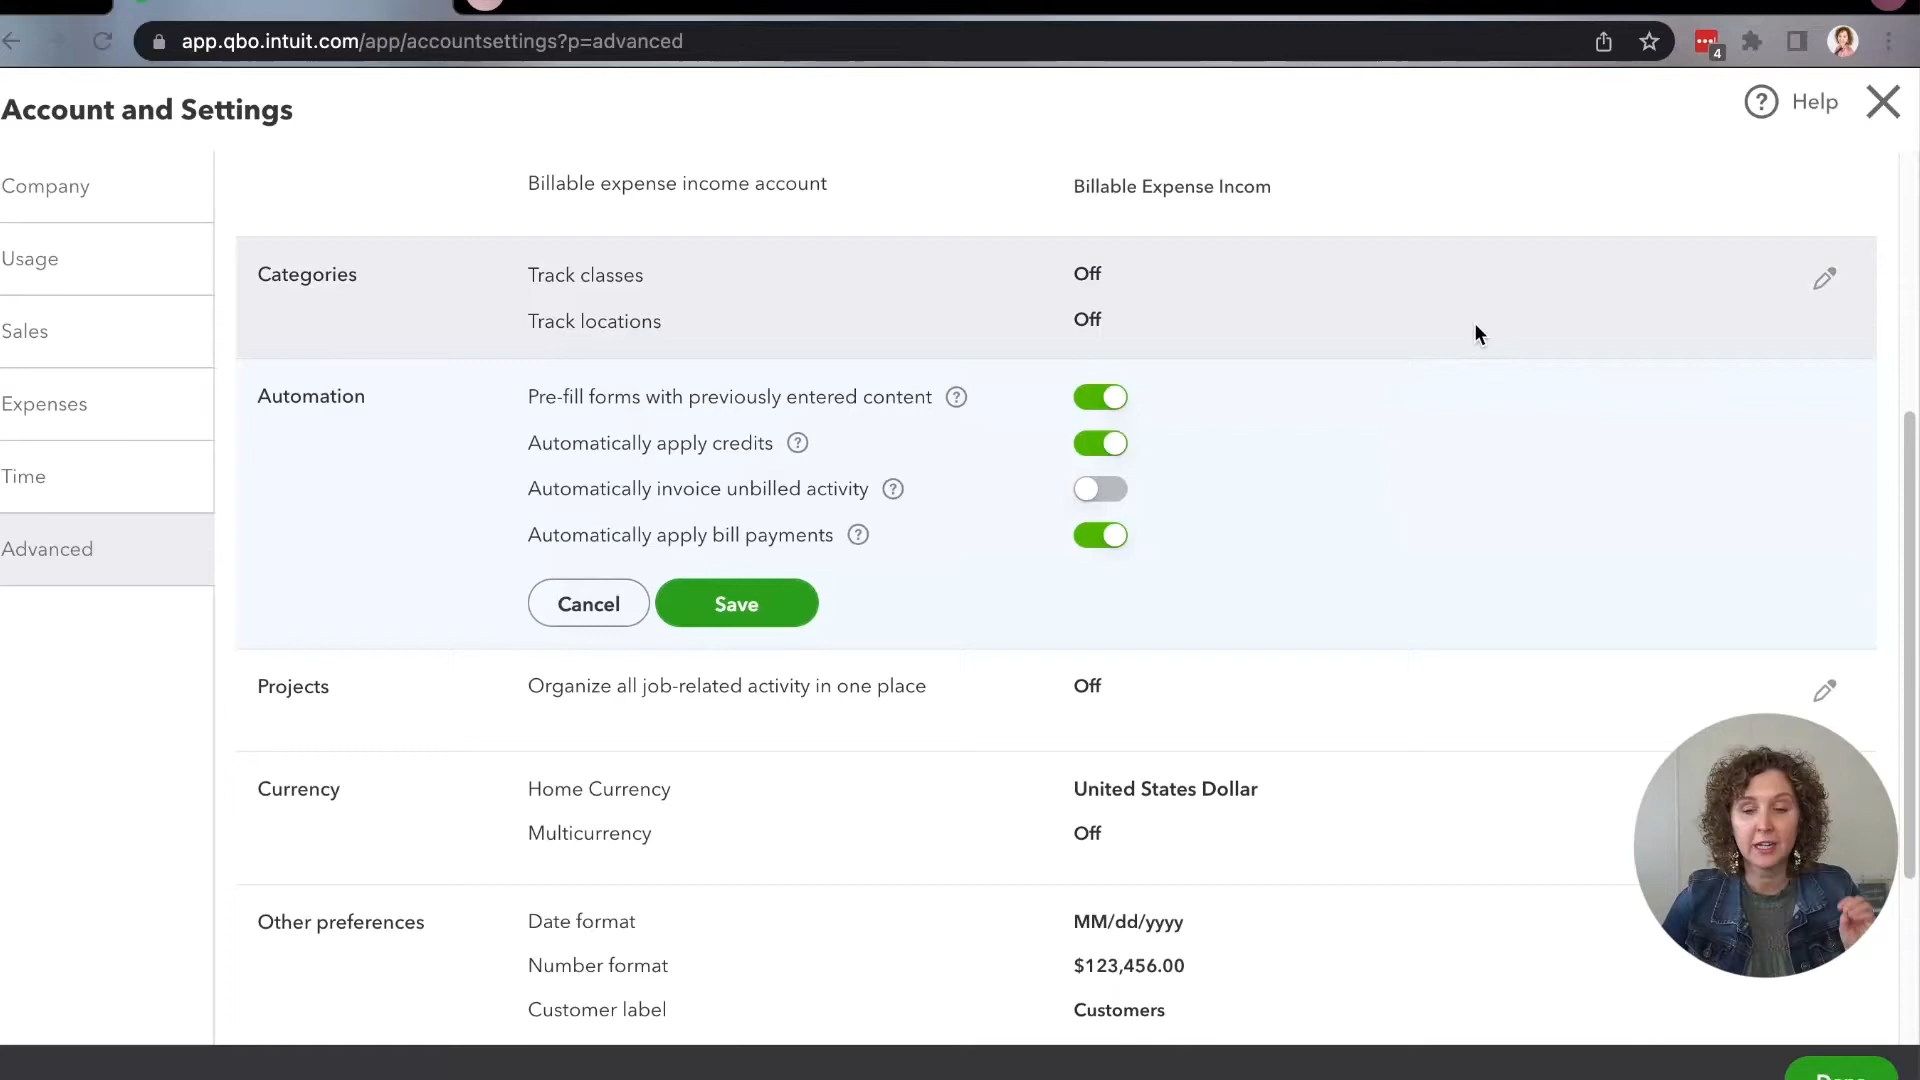 app.qbo.intuit.com/app/accountsettings?p=advanced
4
Account and Settings
? Help
Company
Usage
Sales
Expenses
Time
Advanced
Billable expense income account Billable Expense Incom
Categories Track classes Off
Track locations Off
Automation Pre-fill forms with previously entered content ?
Automatically apply credits ?
Automatically invoice unbilled activity ?
Automatically apply bill payments ?
Cancel Save
Projects Organize all job-related activity in one place Off
Currency Home Currency United States Dollar
Multicurrency Off
Other preferences Date format MM/dd/yyyy
Number format $123,456.00
Customer label Customers